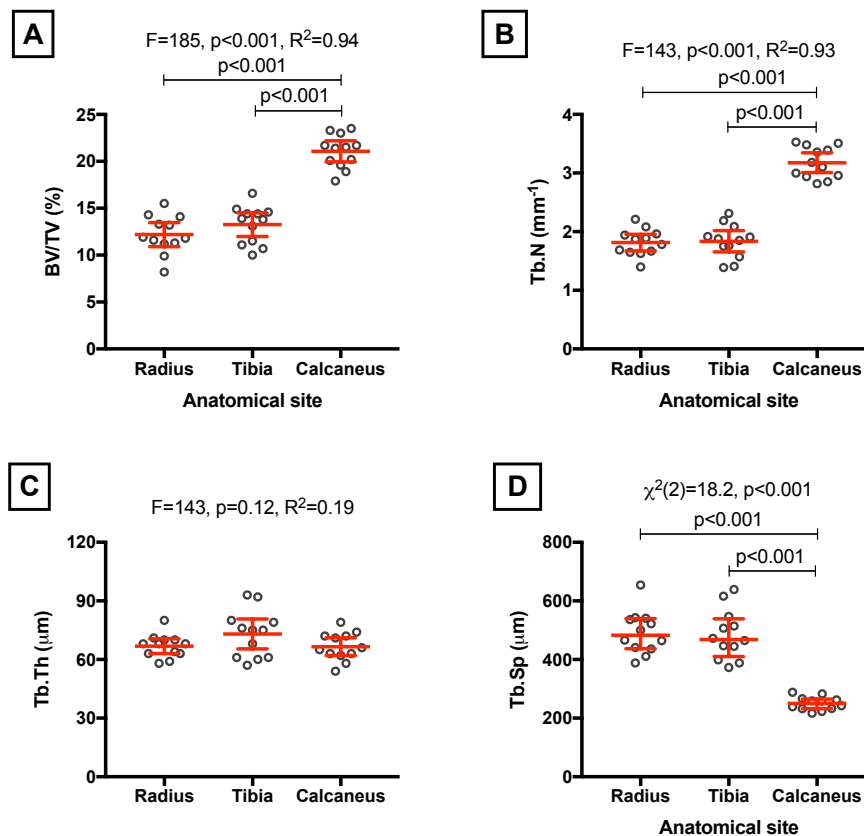 A
F=185, p<0.001, R²=0.94
p<0.001
p<0.001
25
20
15
10
5
0
BV/TV (%)
Radius Tibia Calcaneus
Anatomical site
B
F=143, p<0.001, R²=0.93
p<0.001
p<0.001
4
3
2
1
0
Tb.N (mm⁻¹)
Radius Tibia Calcaneus
Anatomical site
C
F=143, p=0.12, R²=0.19
120
90
60
30
0
Tb.Th (μm)
Radius Tibia Calcaneus
D
χ²(2)=18.2, p<0.001
p<0.001
p<0.001
800
600
400
200
0
Tb.Sp (μm)
Radius Tibia Calcaneus
Anatomical site